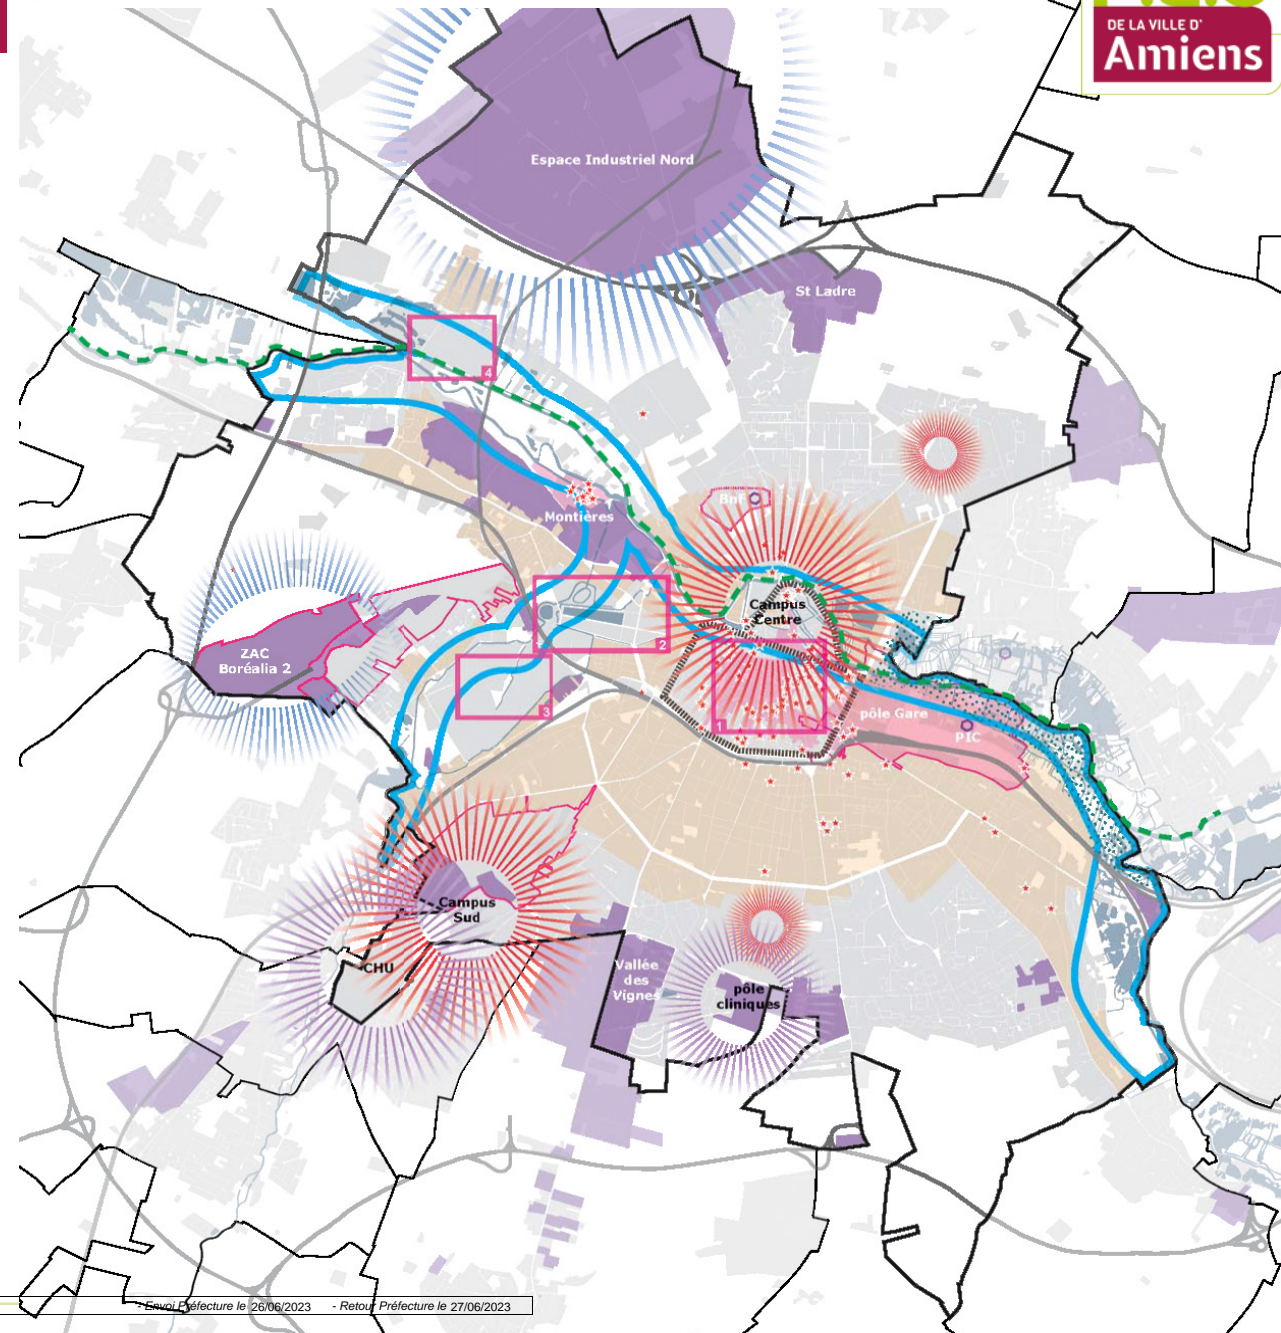 DE LA VILLE D'
Amiens
Espace Industriel Nord
St Ladre
4
Bnf
Montières
Campus
Centre
2
ZAC
Boréalia 2
3
1
pôle Gare
PIC
Campus
Sud
CHU
Vallée
des
Vignes
pôle
cliniques
- Envoi Préfecture le 26/06/2023 - Retour Préfecture le 27/06/2023